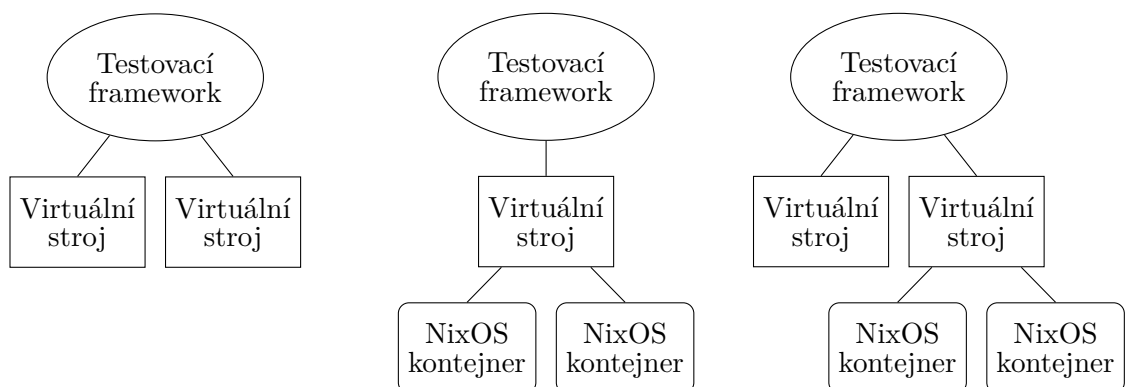 Testovací
framework
Virtuální
stroj
Virtuální
stroj
Testovací
framework
Virtuální
stroj
NixOS
kontejner
NixOS
kontejner
Testovací
framework
Virtuální
stroj
Virtuální
stroj
NixOS
kontejner
NixOS
kontejner